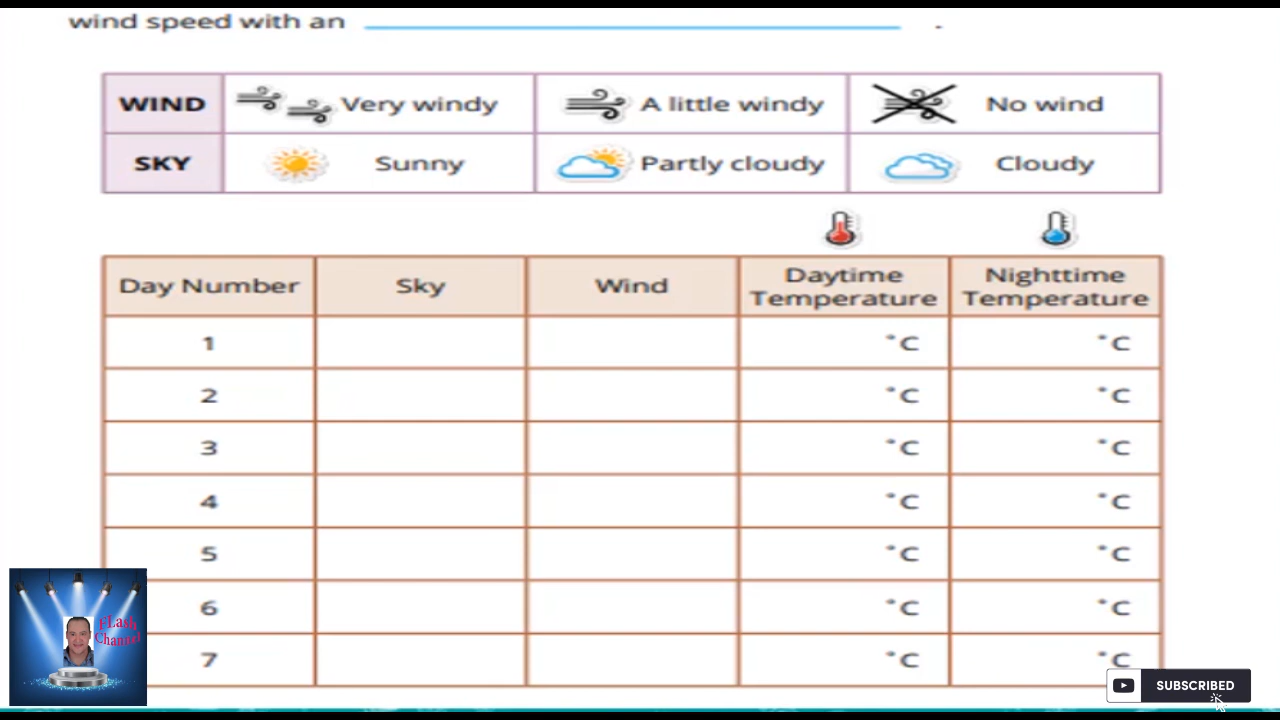 wind speed with an .
WIND Very windy A little windy No wind
SKY Sunny Partly cloudy Cloudy
Day Number Sky Wind Daytime Temperature Nighttime Temperature
1 °C °C
2 °C °C
3 °C °C
4 °C °C
5 °C °C
6 °C °C
7 °C °C
FLash
Channel
SUBSCRIBED